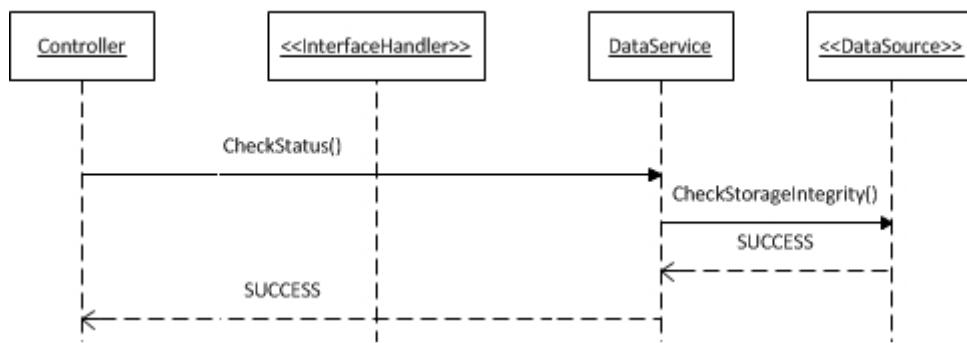 Controller
<<InterfaceHandler>>
DataService
<<DataSource>>
CheckStatus()
CheckStorageIntegrity()
SUCCESS
SUCCESS